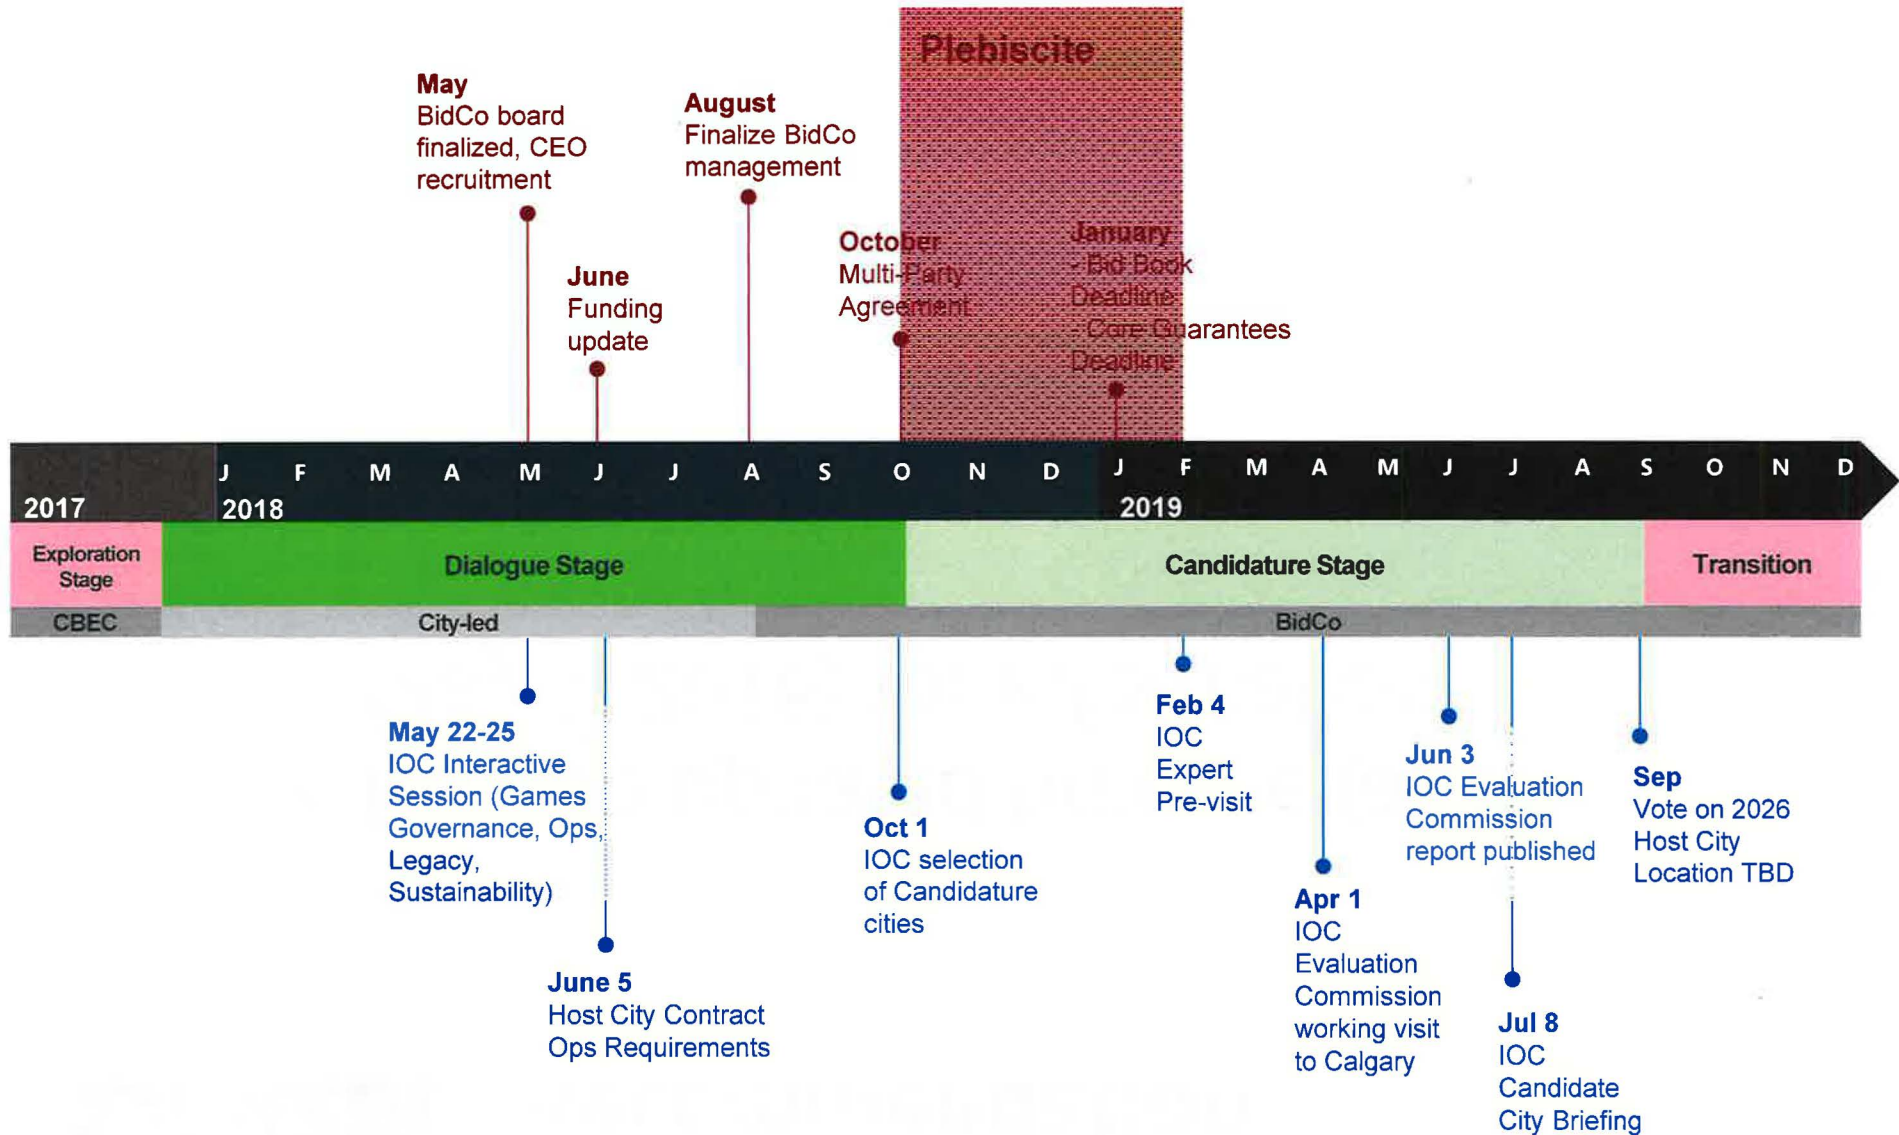 Plebiscite
May
BidCo board
finalized, CEO
recruitment
August
Finalize BidCo
management
June
Funding
update
October
Multi-Party
Agreement
January
- Bid Book
Deadline
- Core Guarantees
Deadline
J F M A M J J A S O N D J F M A M J J A S O N D
2017 2018 2019
Exploration
Stage
Dialogue Stage
Candidature Stage
Transition
CBEC
City-led
BidCo
May 22-25
IOC Interactive
Session (Games
Governance, Ops,
Legacy,
Sustainability)
June 5
Host City Contract
Ops Requirements
Oct 1
IOC selection
of Candidature
cities
Feb 4
IOC
Expert
Pre-visit
Apr 1
IOC
Evaluation
Commission
working visit
to Calgary
Jun 3
IOC Evaluation
Commission
report published
Jul 8
IOC
Candidate
City Briefing
Sep
Vote on 2026
Host City
Location TBD